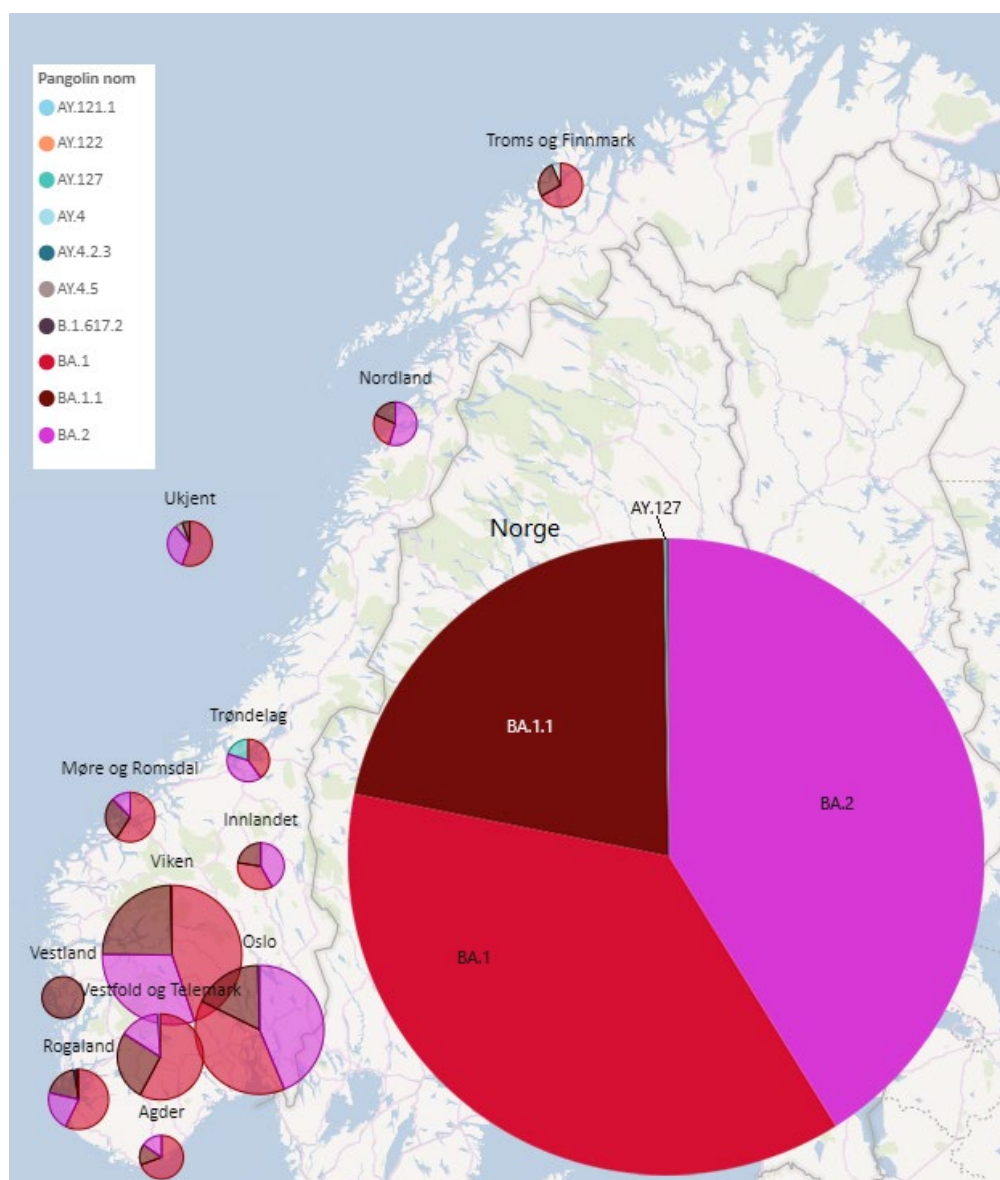 Pangolin nom
AY.121.1
AY.122
AY.127
AY.4
AY.4.2.3
AY.4.5
B.1.617.2
BA.1
BA.1.1
BA.2
Troms og Finnmark
Nordland
Ukjent
Norge
AY.127
BA.1.1
BA.2
BA.1
Trøndelag
Møre og Romsdal
Innlandet
Viken
Oslo
Vestland
Vestfold og Telemark
Rogaland
Agder